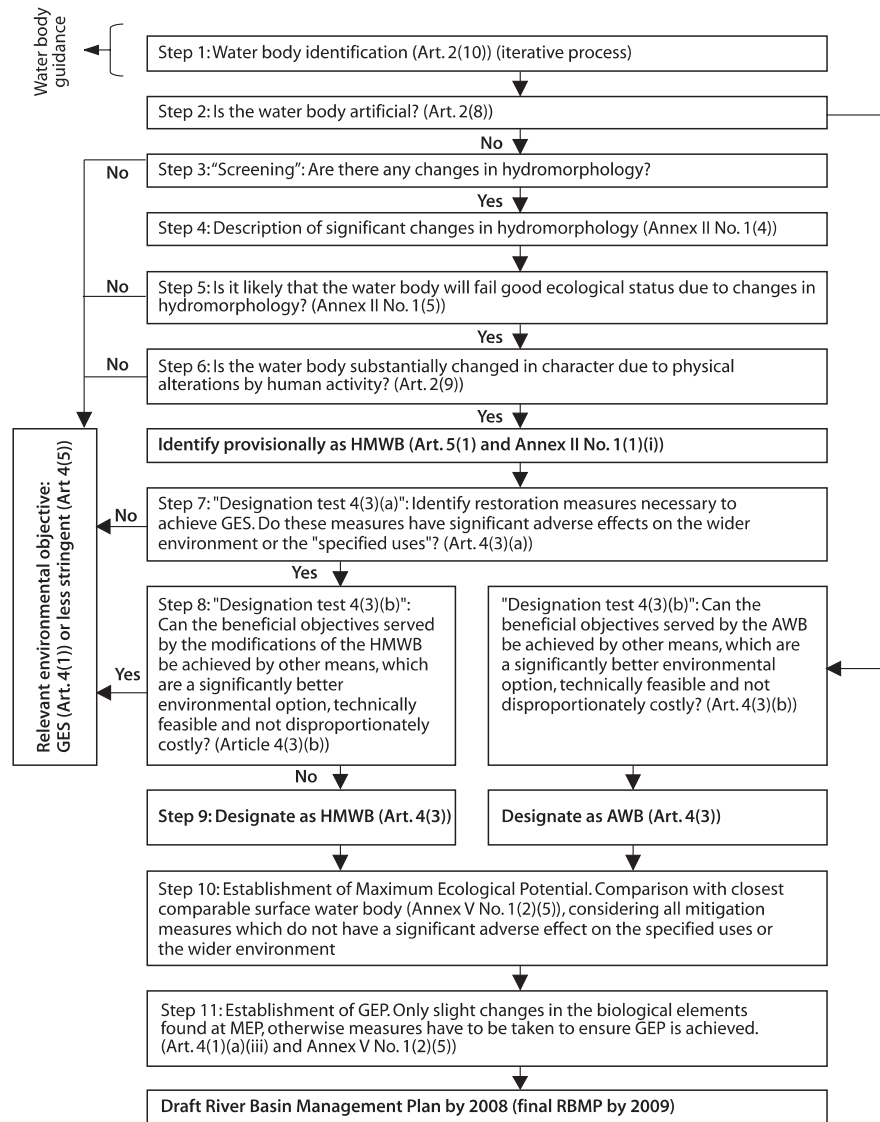 Water body
guidance
Step 1: Water body identification (Art. 2(10)) (iterative process)
Step 2: Is the water body artificial? (Art. 2(8))
No
No
Step 3: “Screening”: Are there any changes in hydromorphology?
Yes
Step 4: Description of significant changes in hydromorphology (Annex II No. 1(4))
No
Step 5: Is it likely that the water body will fail good ecological status due to changes in
hydromorphology? (Annex II No. 1(5))
Yes
No
Step 6: Is the water body substantially changed in character due to physical
alterations by human activity? (Art. 2(9))
Yes
Identify provisionally as HMWB (Art. 5(1) and Annex II No. 1(1)(i))
Relevant environmental objective:
GES (Art. 4(1)) or less stringent (Art 4(5))
No
Step 7: "Designation test 4(3)(a)": Identify restoration measures necessary to
achieve GES. Do these measures have significant adverse effects on the wider
environment or the "specified uses"? (Art. 4(3)(a))
Yes
Yes
Step 8: "Designation test 4(3)(b)":
Can the beneficial objectives served
by the modifications of the HMWB
be achieved by other means, which
are a significantly better
environmental option, technically
feasible and not disproportionately
costly? (Article 4(3)(b))
"Designation test 4(3)(b)": Can the
beneficial objectives served by the AWB
be achieved by other means, which are
a significantly better environmental
option, technically feasible and not
disproportionately costly? (Art. 4(3)(b))
No
Step 9: Designate as HMWB (Art. 4(3))
Designate as AWB (Art. 4(3))
Step 10: Establishment of Maximum Ecological Potential. Comparison with closest
comparable surface water body (Annex V No. 1(2)(5)), considering all mitigation
measures which do not have a significant adverse effect on the specified uses or
the wider environment
Step 11: Establishment of GEP. Only slight changes in the biological elements
found at MEP, otherwise measures have to be taken to ensure GEP is achieved.
(Art. 4(1)(a)(iii) and Annex V No. 1(2)(5))
Draft River Basin Management Plan by 2008 (final RBMP by 2009)